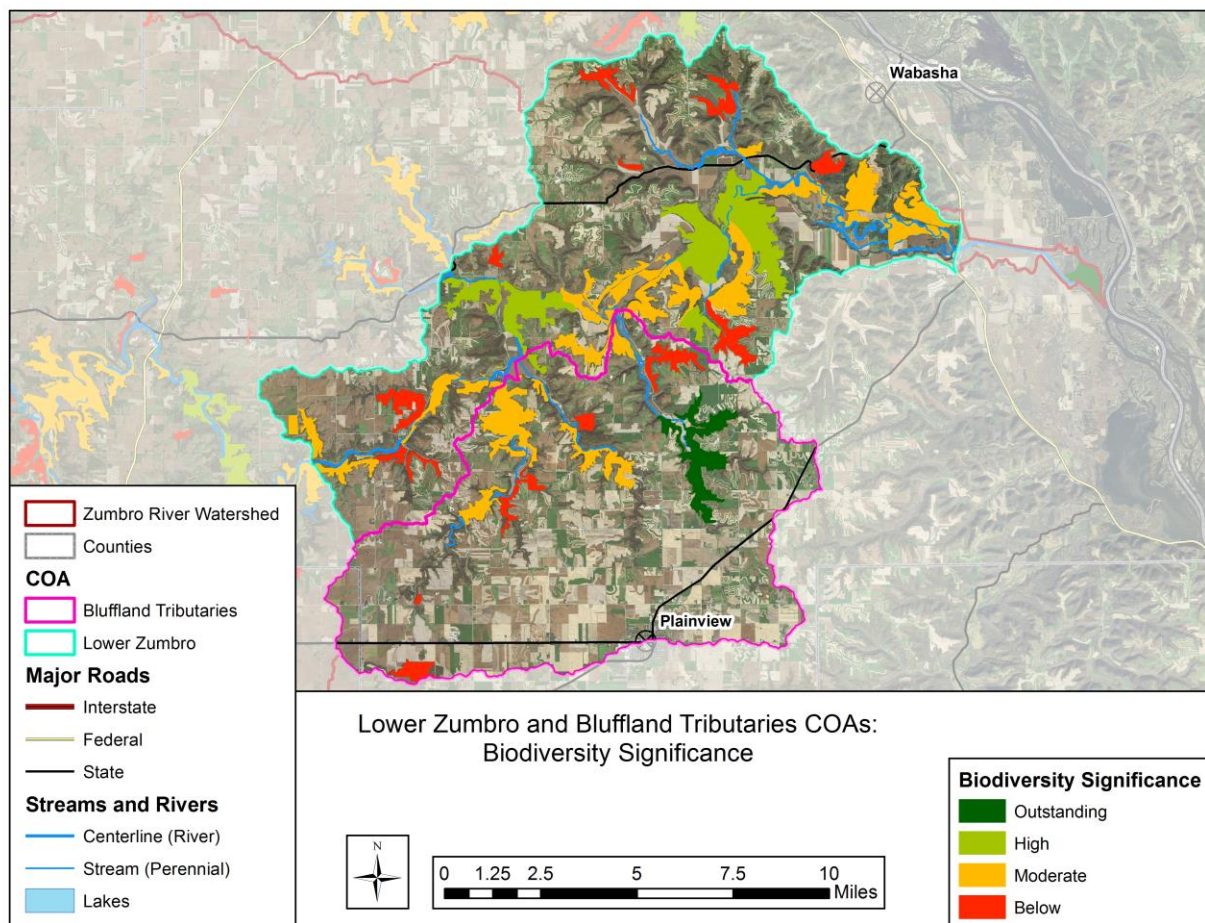 Wabasha
Plainview
Zumbro River Watershed
Counties
COA
Bluffland Tributaries
Lower Zumbro
Major Roads
Interstate
Federal
State
Streams and Rivers
Centerline (River)
Stream (Perennial)
Lakes
Lower Zumbro and Bluffland Tributaries COAs:
Biodiversity Significance
N
0 1.25 2.5 5 7.5 10
Miles
Biodiversity Significance
Outstanding
High
Moderate
Below